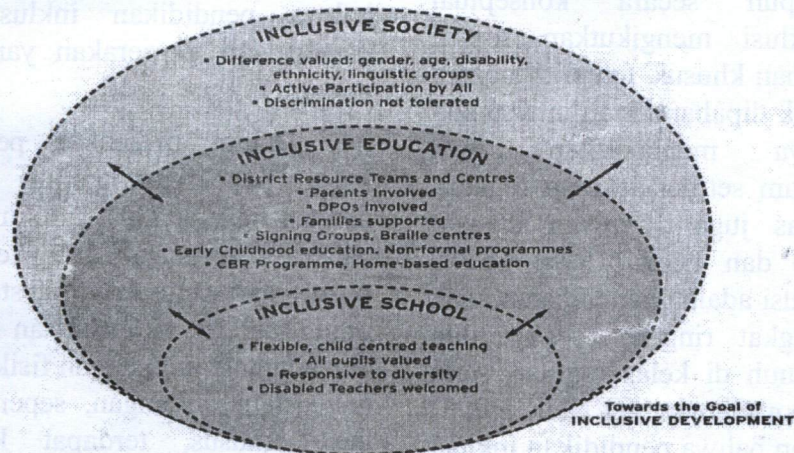 INCLUSIVE SOCIETY
• Difference valued: gender, age, disability,
ethnicity, linguistic groups
• Active Participation by All
• Discrimination not tolerated
INCLUSIVE EDUCATION
• District Resource Teams and Centres
• Parents Involved
• DPOs involved
• Families supported
• Signing Groups, Braille centres
• Early Childhood education. Non-formal programmes
• CBR Programme, Home-based education
INCLUSIVE SCHOOL
• Flexible, child centred teaching
• All pupils valued
• Responsive to diversity
• Disabled Teachers welcomed
Towards the Goal of
INCLUSIVE DEVELOPMENT